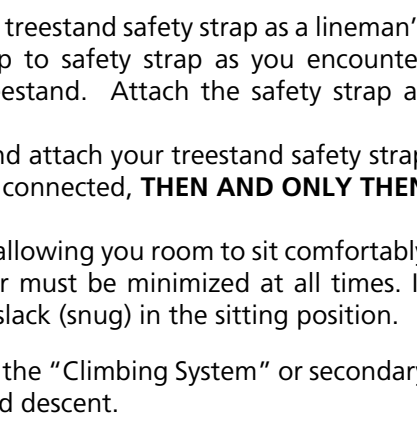 treestand safety strap as a lineman'
to safety strap as you encounte
estand. Attach the safety strap a
nd attach your treestand safety strap
connected, THEN AND ONLY THEN
allowing you room to sit comfortably
r must be minimized at all times. I
slack (snug) in the sitting position.
the “Climbing System” or secondary
d descent.